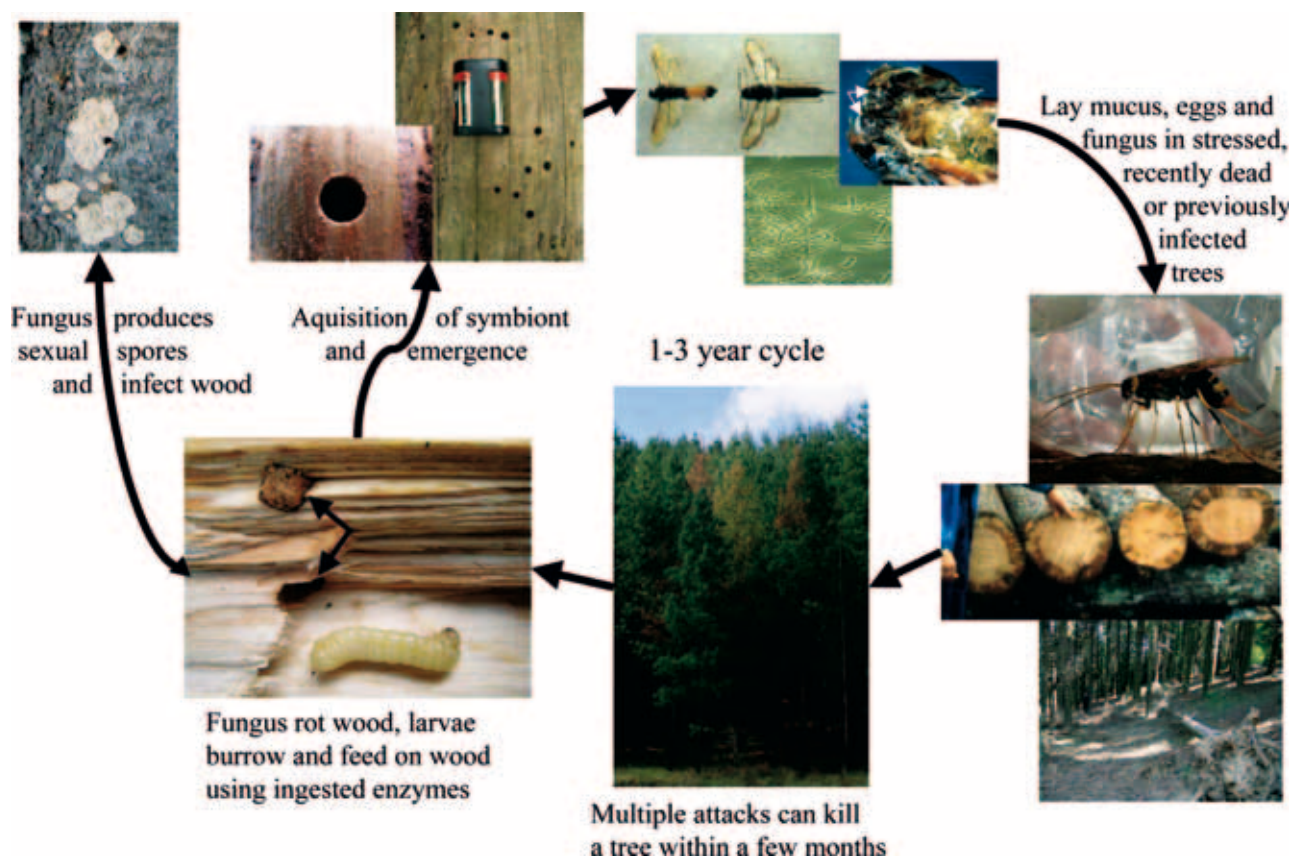 Lay mucus, eggs and
fungus in stressed,
recently dead
or previously
infected
trees
Fungus produces
sexual spores
and infect wood
Aquisition of symbiont
and emergence
1-3 year cycle
Fungus rot wood, larvae
burrow and feed on wood
using ingested enzymes
Multiple attacks can kill
a tree within a few months